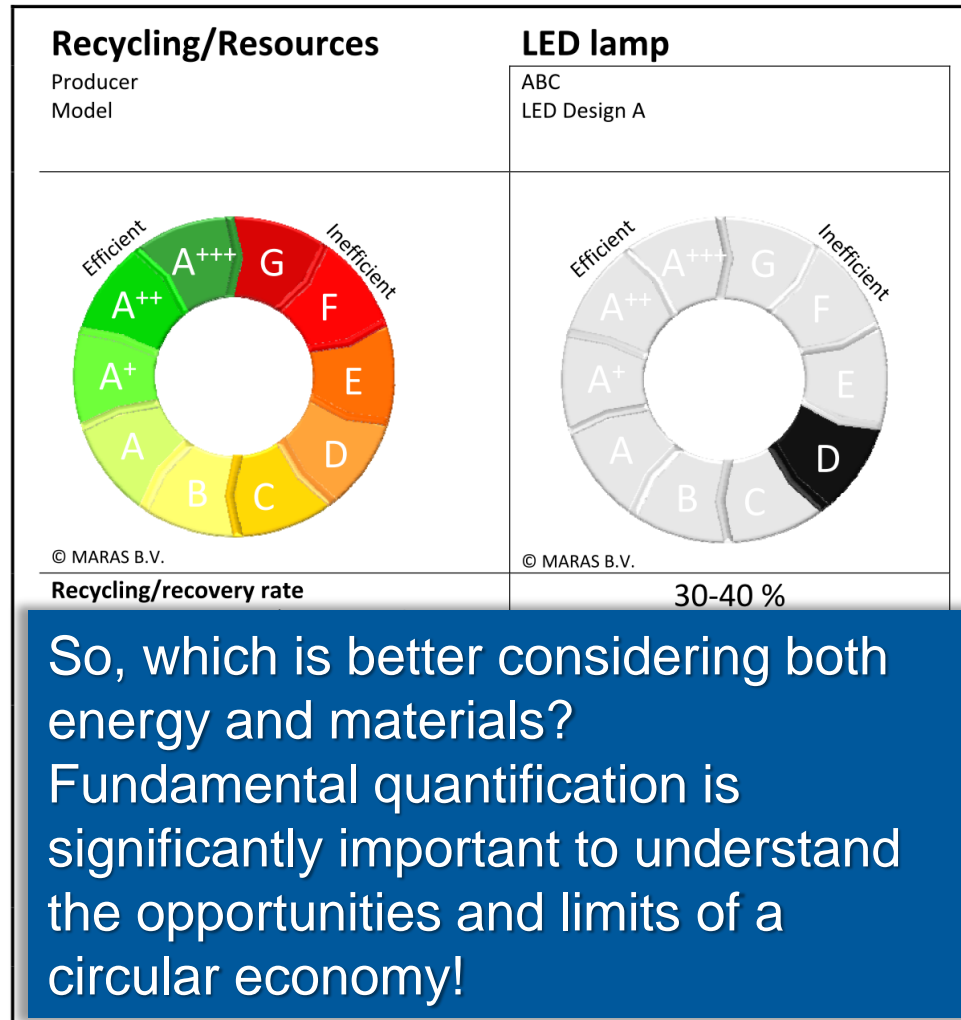 Recycling/Resources
LED lamp
Producer
Model
ABC
LED Design A
Efficient
Inefficient
A+++
G
A++
F
A+
E
A
D
B
C
© MARAS B.V.
Efficient
Inefficient
A+++
G
A++
F
A+
E
A
D
B
C
© MARAS B.V.
Recycling/recovery rate
30-40 %
So, which is better considering both
energy and materials?
Fundamental quantification is
significantly important to understand
the opportunities and limits of a
circular economy!